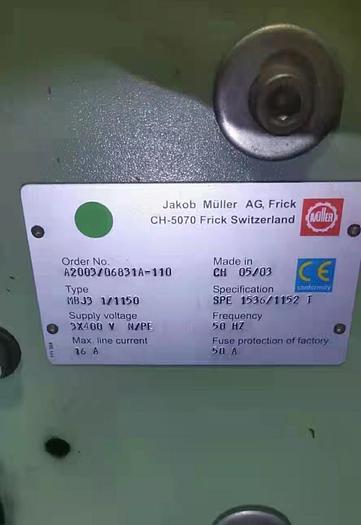 Jakob Müller AG, Frick
CH-5070 Frick Switzerland
MÜLLER
Order No. Made in
A2003/06831A-110 CH 05/03
CE
conformity
Type Specification
MBJ3 1/1150 SPE 1536/1152 T
Supply voltage Frequency
3X400 V N/PE 50 HZ
Max. line current Fuse protection of factory
16 A 50 A